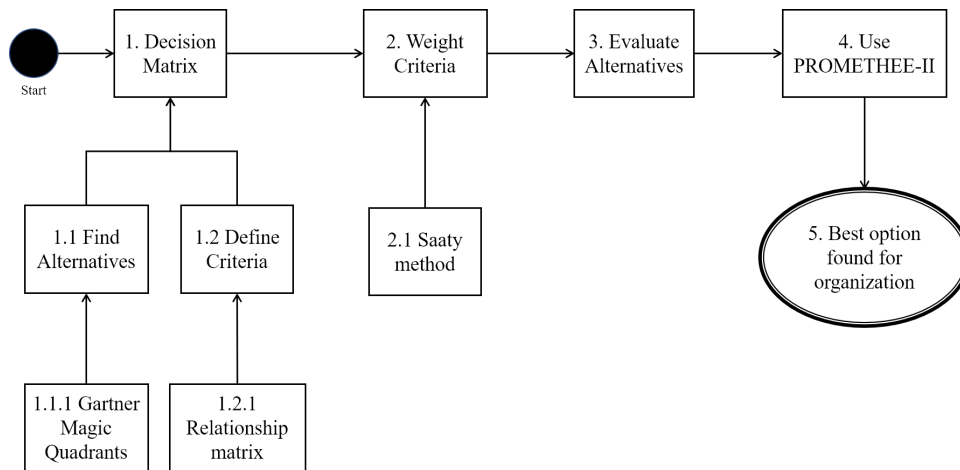 1. Decision
Matrix
2. Weight
Criteria
3. Evaluate
Alternatives
4. Use
PROMETHEE-II
Start
1.1 Find
Alternatives
1.2 Define
Criteria
2.1 Saaty
method
5. Best option
found for
organization
1.1.1 Gartner
Magic
Quadrants
1.2.1
Relationship
matrix